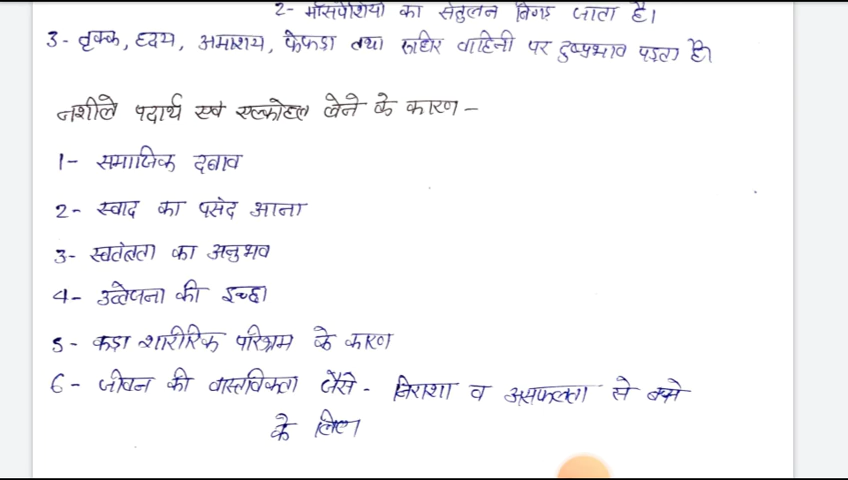 2- माँसपेशियो का संतुलन बिगड़ जाता है।
3- वृक्क, हृदय, अमाशय, फेफड़ा तथा रूधिर वाहिनी पर दुष्प्रभाव पड़ता है।
नशीले पदार्थ एवं एल्कोहल लेने के कारण -
1- समाजिक दबाव
2- स्वाद का पसंद आना
3- स्वतंत्रता का अनुभव
4- उत्तेजना की इच्छा
5- कड़ा शारीरिक परिश्रम के कारण
6- जीवन की वास्तविकता जैसे - निराशा व असफलता से बचने
के लिए